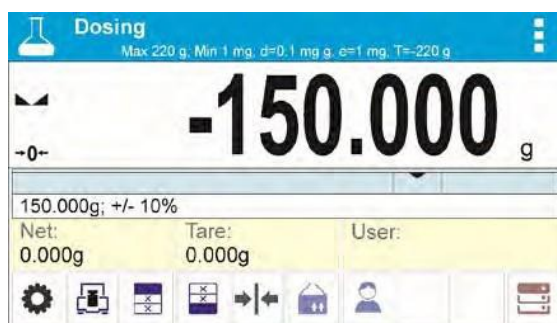 Dosing
Max 220 g; Min 1 mg; d=0.1 mg g; e=1 mg; T=-220 g
-150.000 g
→0←
150.000g; +/- 10%
Net: Tare: User:
0.000g 0.000g